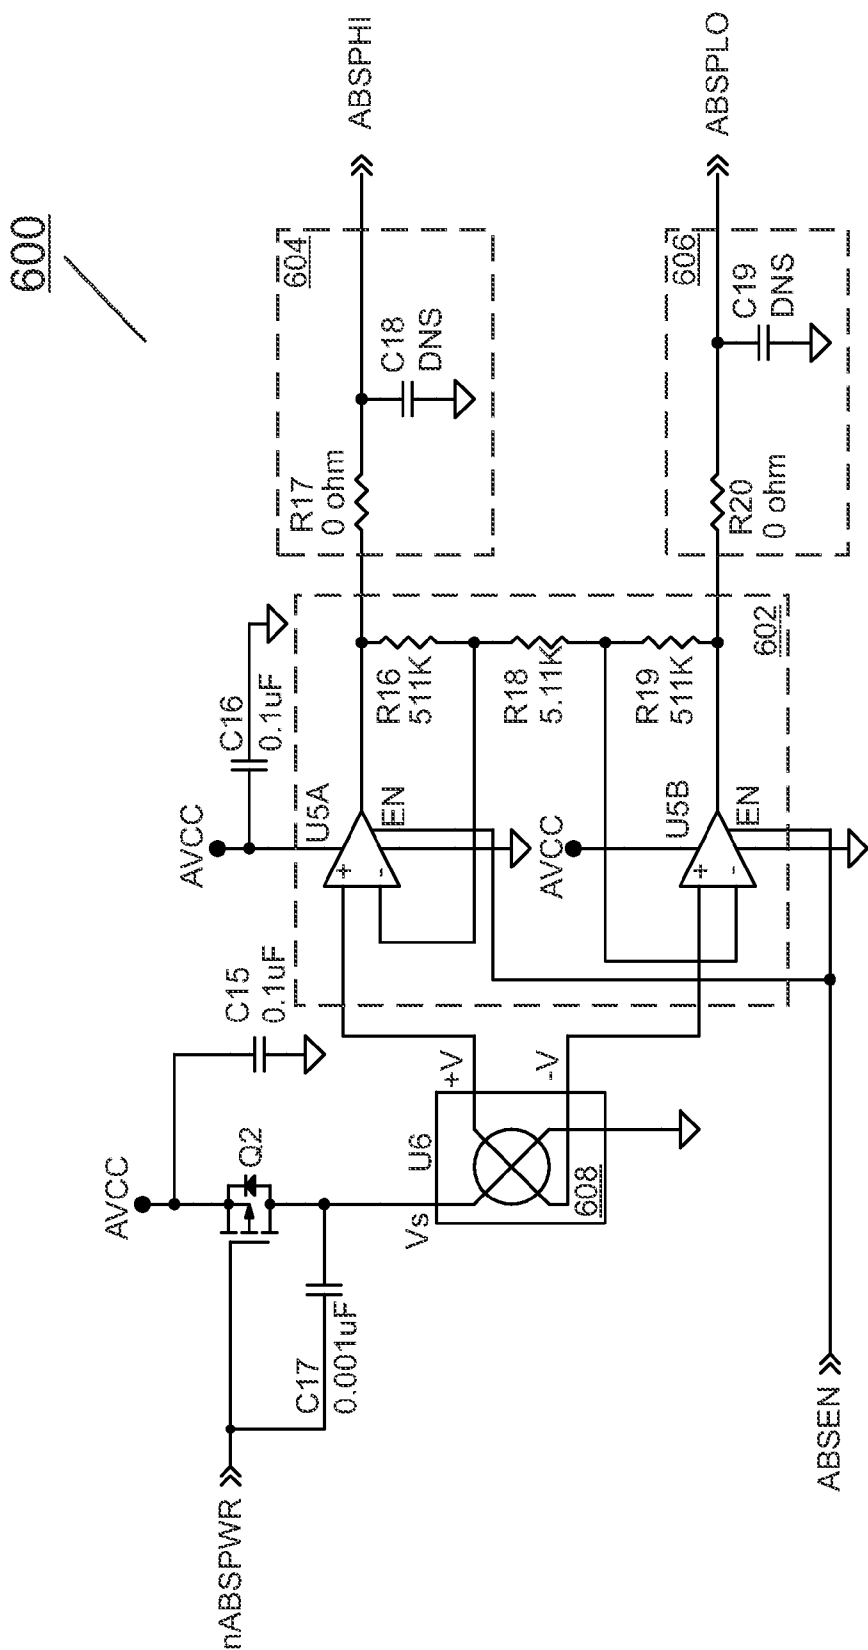 600
nABSPWR
AVCC
Q2
C15
0.1uF
C17
0.001uF
Vs
U6
608
+V
-V
ABSEN
AVCC
C16
0.1uF
U5A
+
-
EN
R16
511K
R18
5.11K
R19
511K
AVCC
U5B
+
-
EN
602
R17
0 ohm
C18
DNS
604
ABSPHI
R20
0 ohm
C19
DNS
606
ABSPLO